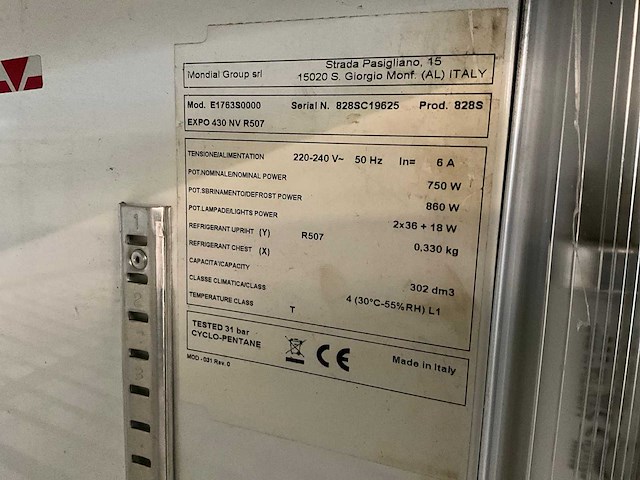 Mondial Group srl
Strada Pasigliano, 15
15020 S. Giorgio Monf. (AL) ITALY
Mod. E1763S0000 Serial N. 828SC19625 Prod. 828S
EXPO 430 NV R507
TENSIONE/ALIMENTATION 220-240 V~ 50 Hz In= 6 A
POT.NOMINALE/NOMINAL POWER 750 W
POT.SBRINAMENTO/DEFROST POWER 860 W
POT.LAMPADE/LIGHTS POWER 2x36 + 18 W
REFRIGERANT UPRIHT (Y) R507 0,330 kg
REFRIGERANT CHEST (X)
CAPACITA'/CAPACITY 302 dm3
CLASSE CLIMATICA/CLASS 4 (30°C-55%RH) L1
TEMPERATURE CLASS T
TESTED 31 bar
CYCLO-PENTANE
CE
Made in Italy
MOD - 031 Rev. 0
1
2
3
4